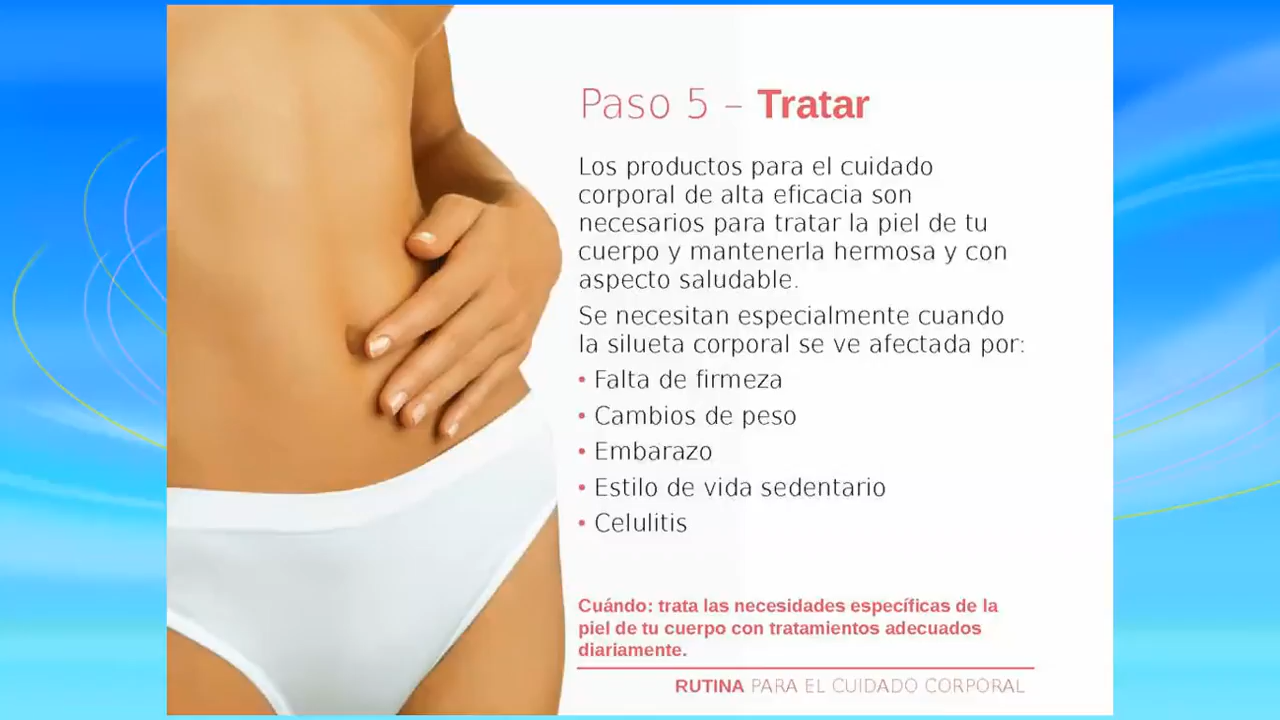 Paso 5 – Tratar
Los productos para el cuidado
corporal de alta eficacia son
necesarios para tratar la piel de tu
cuerpo y mantenerla hermosa y con
aspecto saludable.
Se necesitan especialmente cuando
la silueta corporal se ve afectada por:
• Falta de firmeza
• Cambios de peso
• Embarazo
• Estilo de vida sedentario
• Celulitis
Cuándo: trata las necesidades específicas de la
piel de tu cuerpo con tratamientos adecuados
diariamente.
RUTINA PARA EL CUIDADO CORPORAL